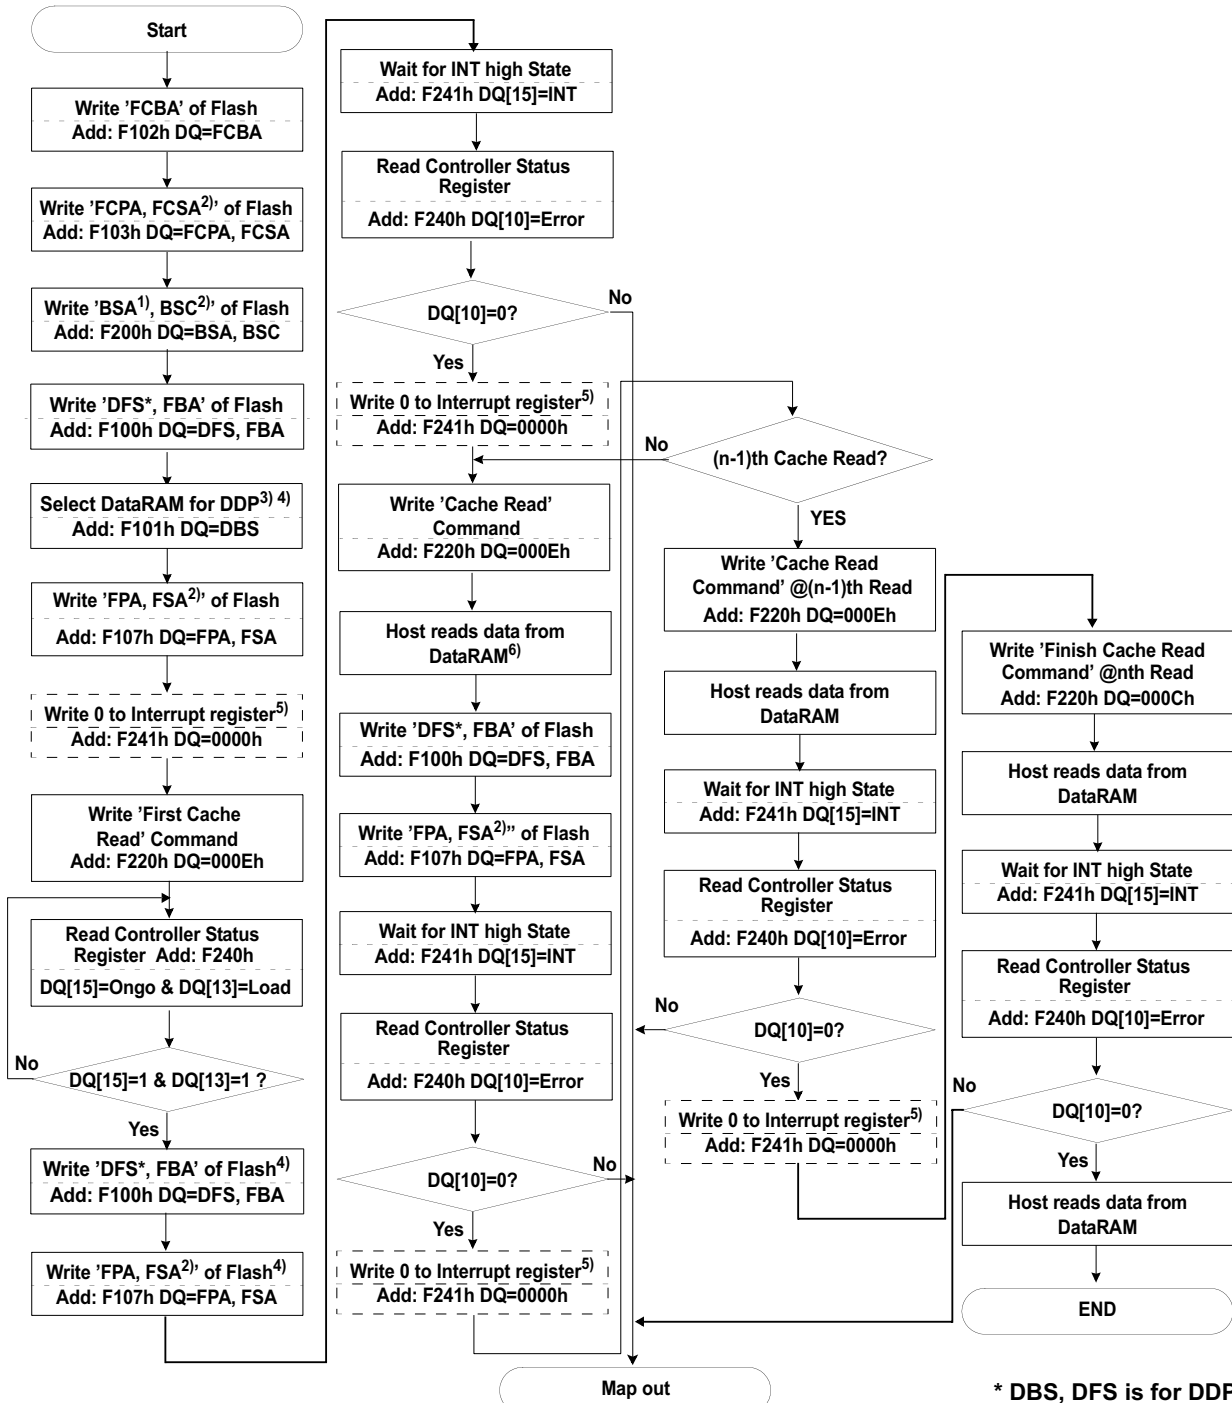 Start
Write 'FCBA' of Flash
Add: F102h DQ=FCBA
Write 'FCPA, FCSA2)' of Flash
Add: F103h DQ=FCPA, FCSA
Write 'BSA1), BSC2)' of Flash
Add: F200h DQ=BSA, BSC
Write 'DFS*, FBA' of Flash
Add: F100h DQ=DFS, FBA
Select DataRAM for DDP3) 4)
Add: F101h DQ=DBS
Write 'FPA, FSA2)' of Flash
Add: F107h DQ=FPA, FSA
Write 0 to Interrupt register5)
Add: F241h DQ=0000h
Write 'First Cache
Read' Command
Add: F220h DQ=000Eh
Read Controller Status
Register Add: F240h
DQ[15]=Ongo & DQ[13]=Load
No
DQ[15]=1 & DQ[13]=1 ?
Yes
Write 'DFS*, FBA' of Flash4)
Add: F100h DQ=DFS, FBA
Write 'FPA, FSA2)' of Flash4)
Add: F107h DQ=FPA, FSA
Wait for INT high State
Add: F241h DQ[15]=INT
Read Controller Status
Register
Add: F240h DQ[10]=Error
No
DQ[10]=0?
Yes
Write 0 to Interrupt register5)
Add: F241h DQ=0000h
Write 'Cache Read'
Command
Add: F220h DQ=000Eh
Host reads data from
DataRAM6)
Write 'DFS*, FBA' of Flash
Add: F100h DQ=DFS, FBA
Write 'FPA, FSA2)'' of Flash
Add: F107h DQ=FPA, FSA
Wait for INT high State
Add: F241h DQ[15]=INT
Read Controller Status
Register
Add: F240h DQ[10]=Error
No
DQ[10]=0?
Yes
Write 0 to Interrupt register5)
Add: F241h DQ=0000h
Map out
No
(n-1)th Cache Read?
YES
Write 'Cache Read
Command' @(n-1)th Read
Add: F220h DQ=000Eh
Host reads data from
DataRAM
Wait for INT high State
Add: F241h DQ[15]=INT
Read Controller Status
Register
Add: F240h DQ[10]=Error
No
DQ[10]=0?
Yes
Write 0 to Interrupt register5)
Add: F241h DQ=0000h
Write 'Finish Cache Read
Command' @nth Read
Add: F220h DQ=000Ch
Host reads data from
DataRAM
Wait for INT high State
Add: F241h DQ[15]=INT
Read Controller Status
Register
Add: F240h DQ[10]=Error
No
DQ[10]=0?
Yes
Host reads data from
DataRAM
END
* DBS, DFS is for DDP